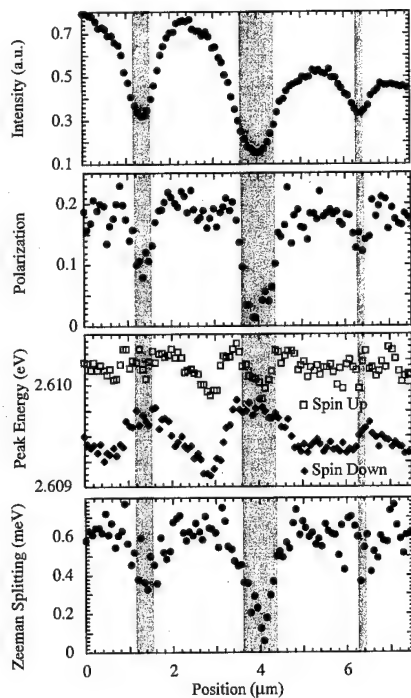 Intensity (a.u.)
0.7
0.5
0.3
0.1
Polarization
0.2
0.1
0
Peak Energy (eV)
2.610
2.609
□ Spin Up
◆ Spin Down
Zeeman Splitting (meV)
0.6
0.4
0.2
0
0 2 4 6
Position (µm)